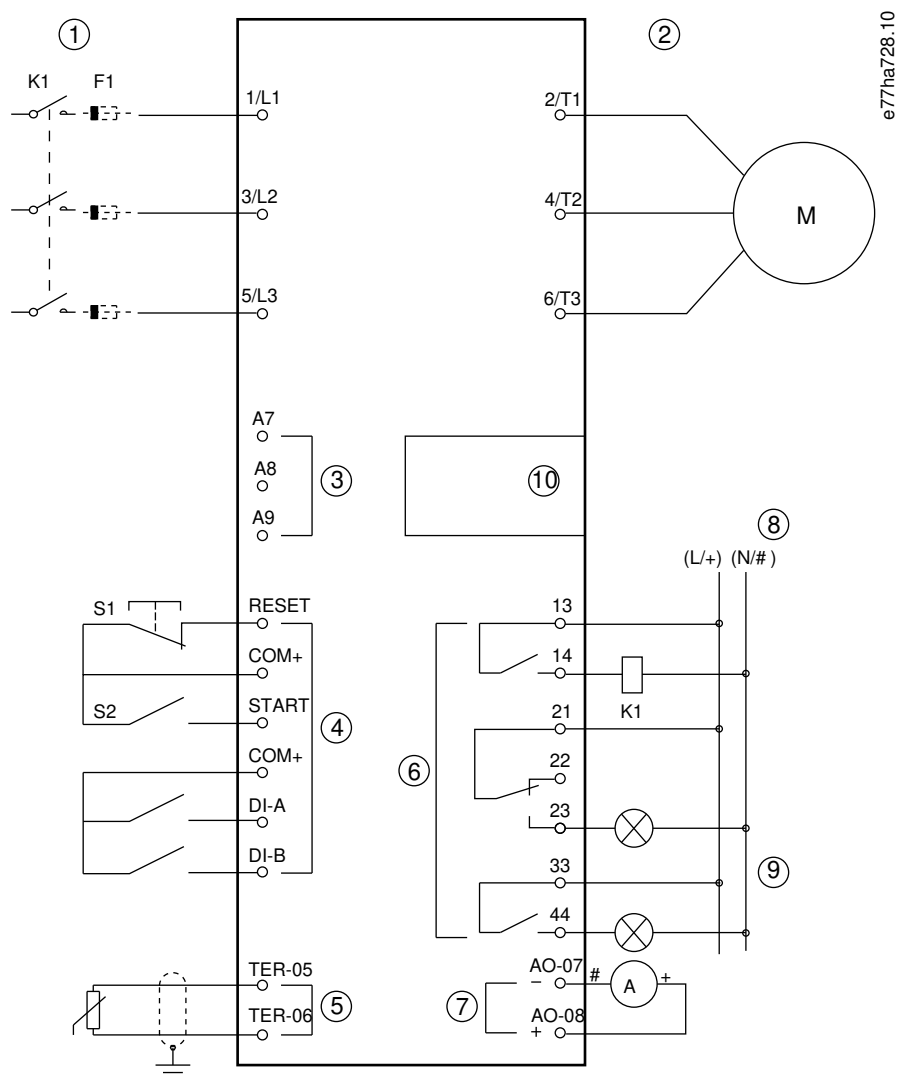 1
2
e77ha728.10
K1
F1
1/L1
2/T1
3/L2
4/T2
M
5/L3
6/T3
A7
A8
3
10
A9
8
(L/+) (N/# )
S1
RESET
13
COM+
14
S2
START
K1
4
21
COM+
22
6
DI-A
23
DI-B
33
9
44
TER-05
AO-07
# A +
−
5
7
TER-06
AO-08
+